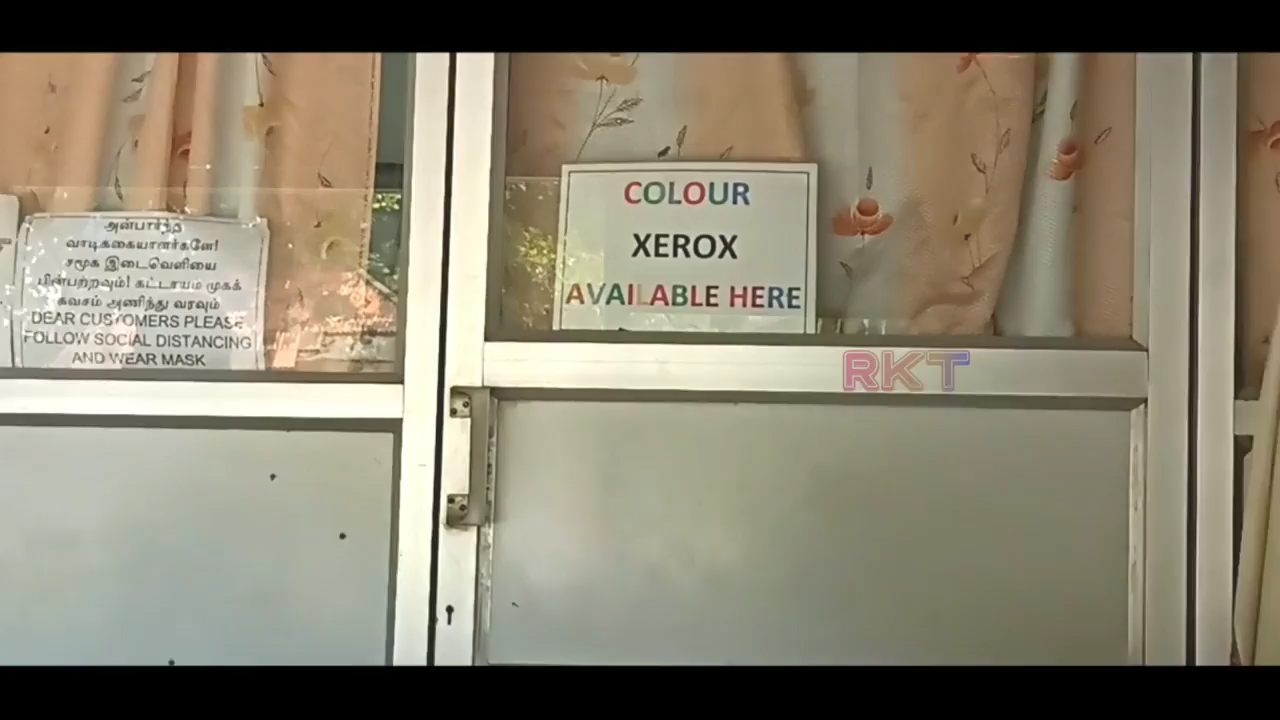 அன்பார்ந்த
வாடிக்கையாளர்களே!
சமூக இடைவெளியை
பின்பற்றவும்! கட்டாயம் முகக்
கவசம் அணிந்து வரவும்
DEAR CUSTOMERS PLEASE
FOLLOW SOCIAL DISTANCING
AND WEAR MASK
COLOUR
XEROX
AVAILABLE HERE
RKT